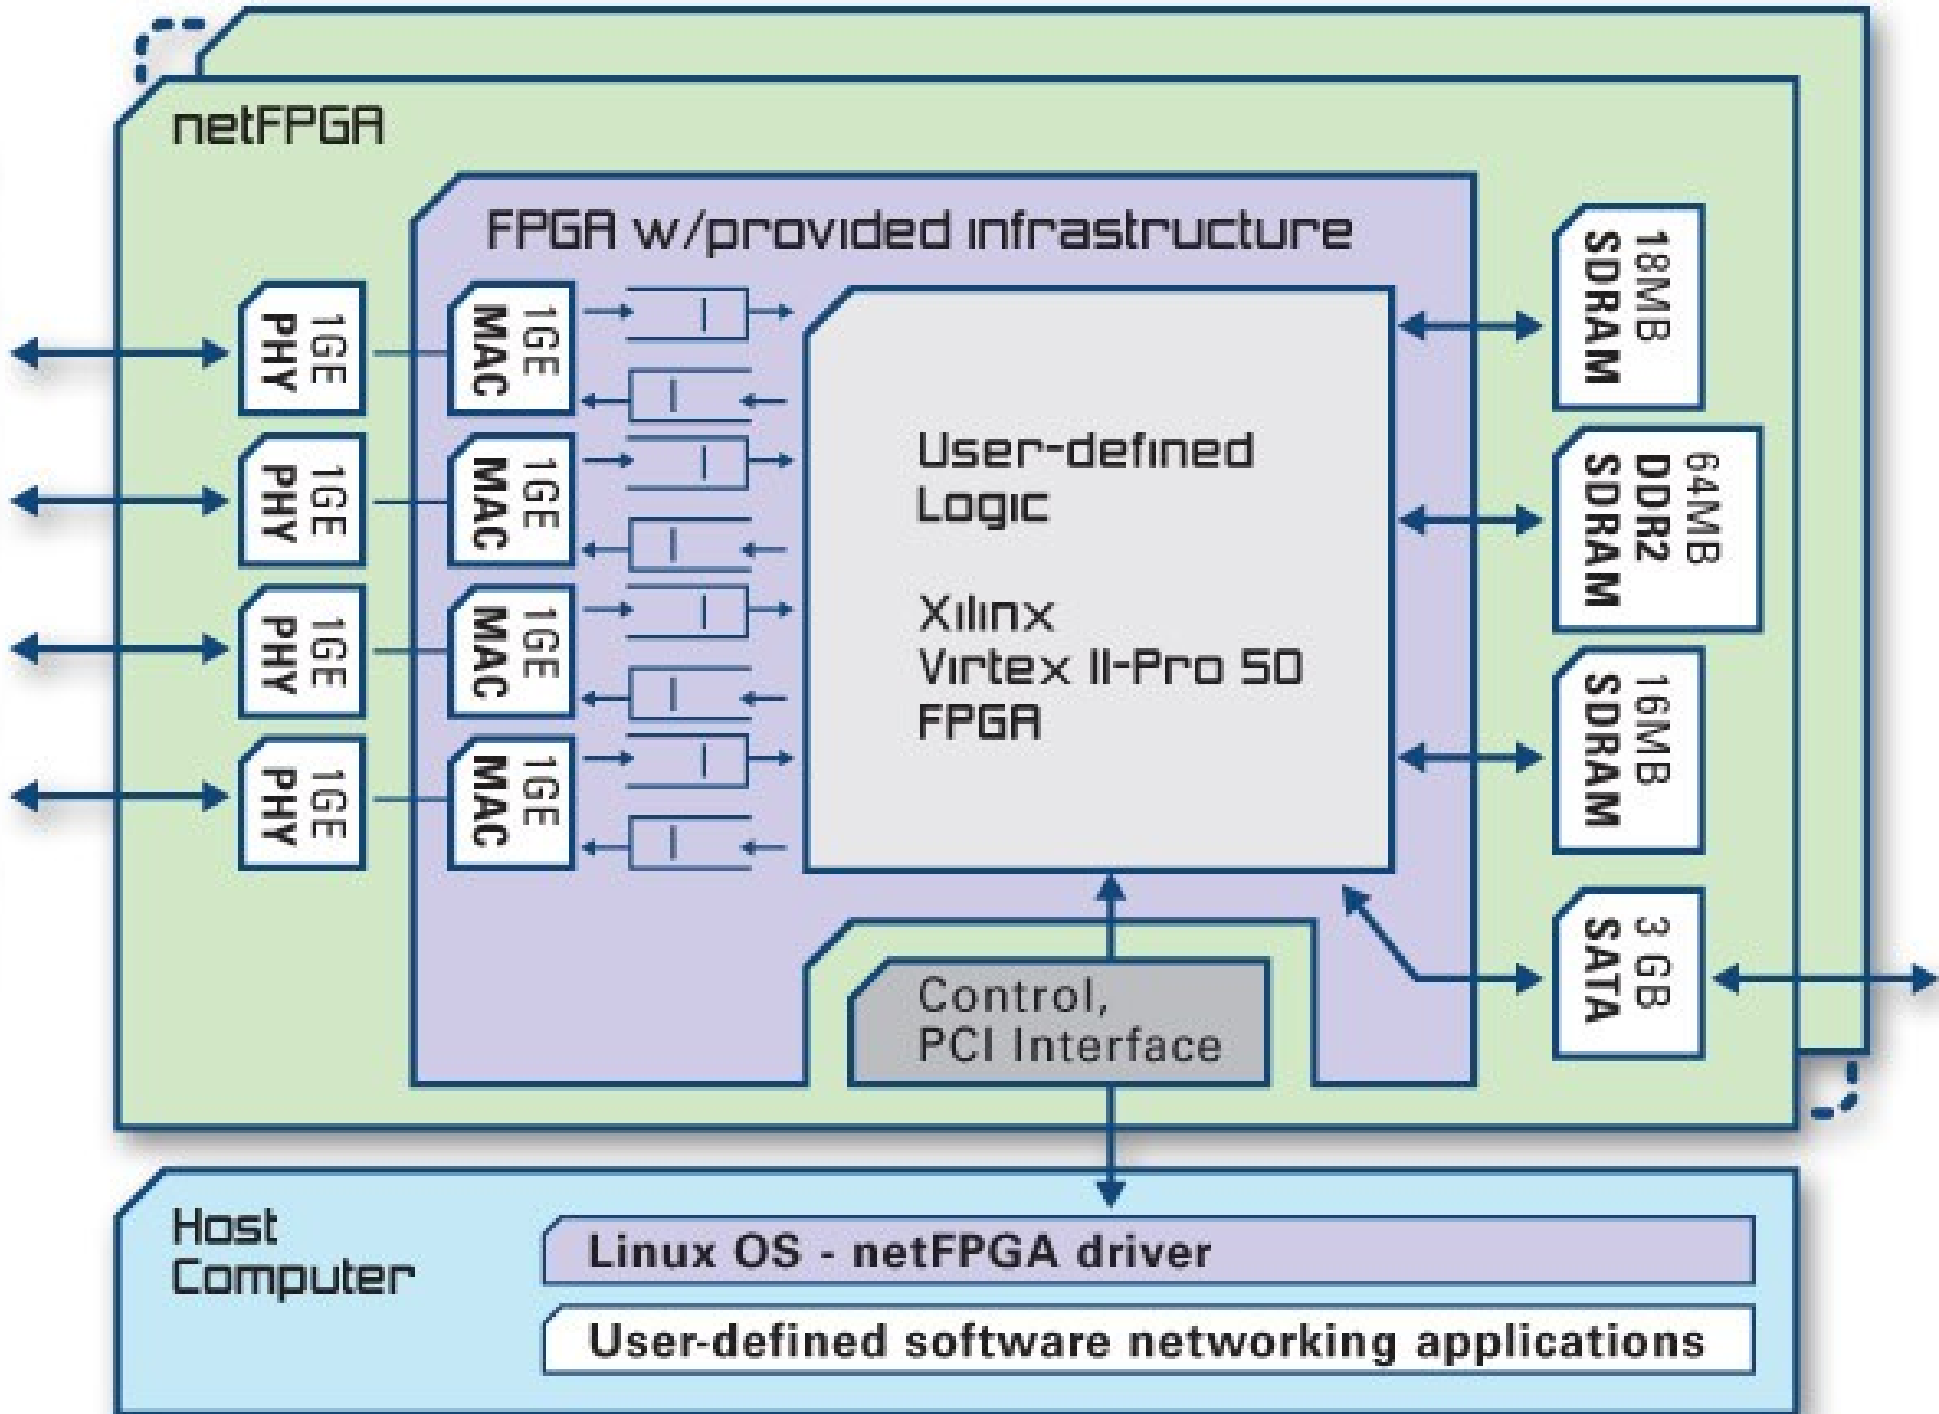 netFPGA
FPGA w/provided infrastructure
1GE
PHY
1GE
MAC
1GE
PHY
1GE
MAC
1GE
PHY
1GE
MAC
1GE
PHY
1GE
MAC
User-defined
Logic
Xilinx
Virtex II-Pro 50
FPGA
18MB
SDRAM
64MB
DDR2
SDRAM
16MB
SDRAM
3 GB
SATA
Control,
PCI Interface
Host
Computer
Linux OS - netFPGA driver
User-defined software networking applications